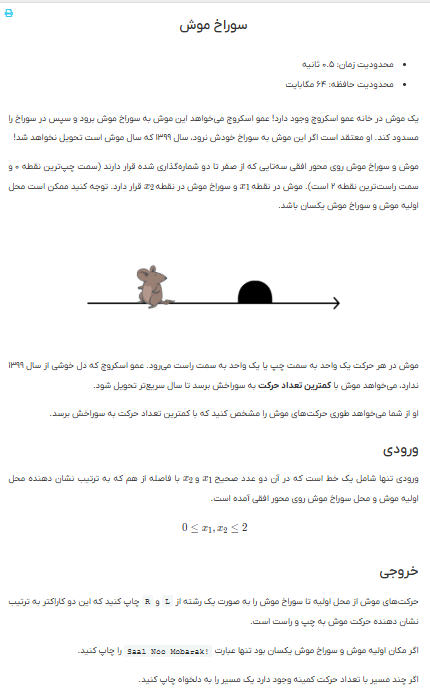 سوراخ موش
محدودیت زمان: ۰.۵ ثانیه
محدودیت حافظه: ۶۴ مگابایت
یک موش در خانه عمو اسکروچ وجود دارد! عمو اسکروچ می‌خواهد این موش به سوراخ موش برود و سپس در سوراخ را
مسدود کند. او معتقد است اگر این موش به سوراخ خودش نرود، سال ۱۳۹۹ که سال موش است تحویل نخواهد شد!
موش و سوراخ موش روی محور افقی سه‌تایی که از صفر تا دو شماره‌گذاری شده قرار دارند (سمت چپ‌ترین نقطه ۰ و
سمت راست‌ترین نقطه ۲ است). موش در نقطه x1 و سوراخ موش در نقطه x2 قرار دارد. توجه کنید ممکن است محل
اولیه موش و سوراخ موش یکسان باشد.
موش در هر حرکت یک واحد به سمت چپ یا یک واحد به سمت راست می‌رود. عمو اسکروچ که دل خوشی از سال ۱۳۹۹
ندارد، می‌خواهد موش با کمترین تعداد حرکت به سوراخش برسد تا سال سریع‌تر تحویل شود.
او از شما می‌خواهد طوری حرکت‌های موش را مشخص کنید که با کمترین تعداد حرکت به سوراخش برسد.
ورودی
ورودی تنها شامل یک خط است که در آن دو عدد صحیح x1 و x2 با فاصله از هم که به ترتیب نشان دهنده محل
اولیه موش و محل سوراخ موش روی محور افقی آمده است.
0 ≤ x1, x2 ≤ 2
خروجی
حرکت‌های موش از محل اولیه تا سوراخ موش را به صورت یک رشته از L و R چاپ کنید که این دو کاراکتر به ترتیب
نشان دهنده حرکت موش به چپ و راست است.
اگر مکان اولیه موش و سوراخ موش یکسان بود تنها عبارت Saal Noo Mobarak! را چاپ کنید.
اگر چند مسیر با تعداد حرکت کمینه وجود دارد یک مسیر را به دلخواه چاپ کنید.